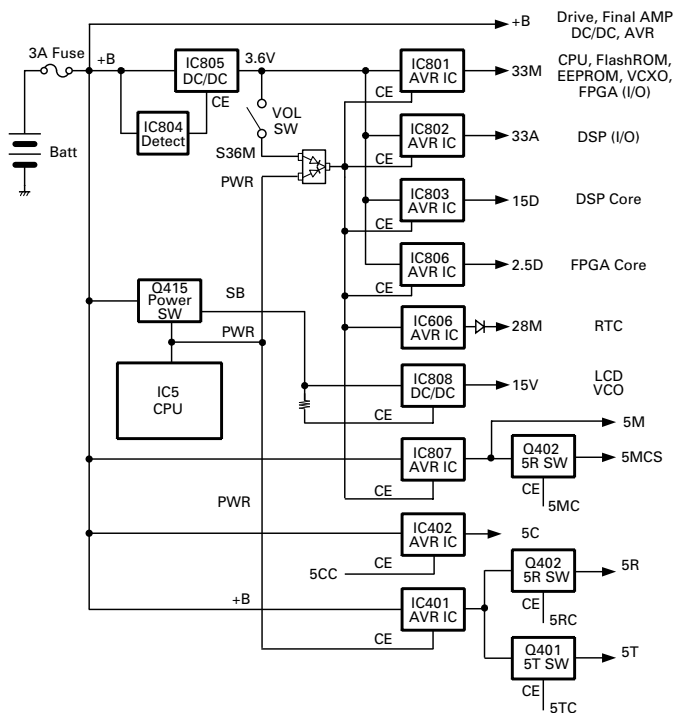 +B
Drive, Final AMP
DC/DC, AVR
3A Fuse
+B
IC805
DC/DC
3.6V
IC801
AVR IC
33M
CPU, FlashROM,
EEPROM, VCXO,
FPGA (I/O)
CE
CE
IC804
Detect
VOL
SW
Batt
S36M
IC802
AVR IC
33A
DSP (I/O)
CE
PWR
IC803
AVR IC
15D
DSP Core
CE
IC806
AVR IC
2.5D
FPGA Core
CE
Q415
Power
SW
SB
PWR
IC606
AVR IC
28M
RTC
IC5
CPU
IC808
DC/DC
15V
LCD
VCO
CE
5M
IC807
AVR IC
Q402
5R SW
5MCS
CE
CE
5MC
PWR
IC402
AVR IC
5C
5CC
CE
Q402
5R SW
5R
+B
IC401
AVR IC
CE
5RC
CE
Q401
5T SW
5T
CE
5TC